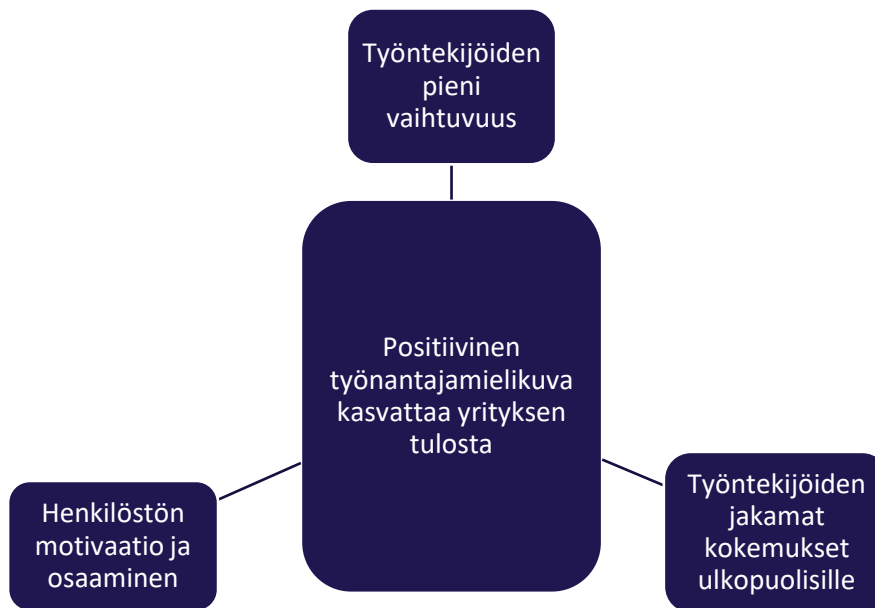 Työntekijöiden
pieni
vaihtuvuus
Positiivinen
työnantajamielikuva
kasvattaa yrityksen
tulosta
Henkilöstön
motivaatio ja
osaaminen
Työntekijöiden
jakamat
kokemukset
ulkopuolisille